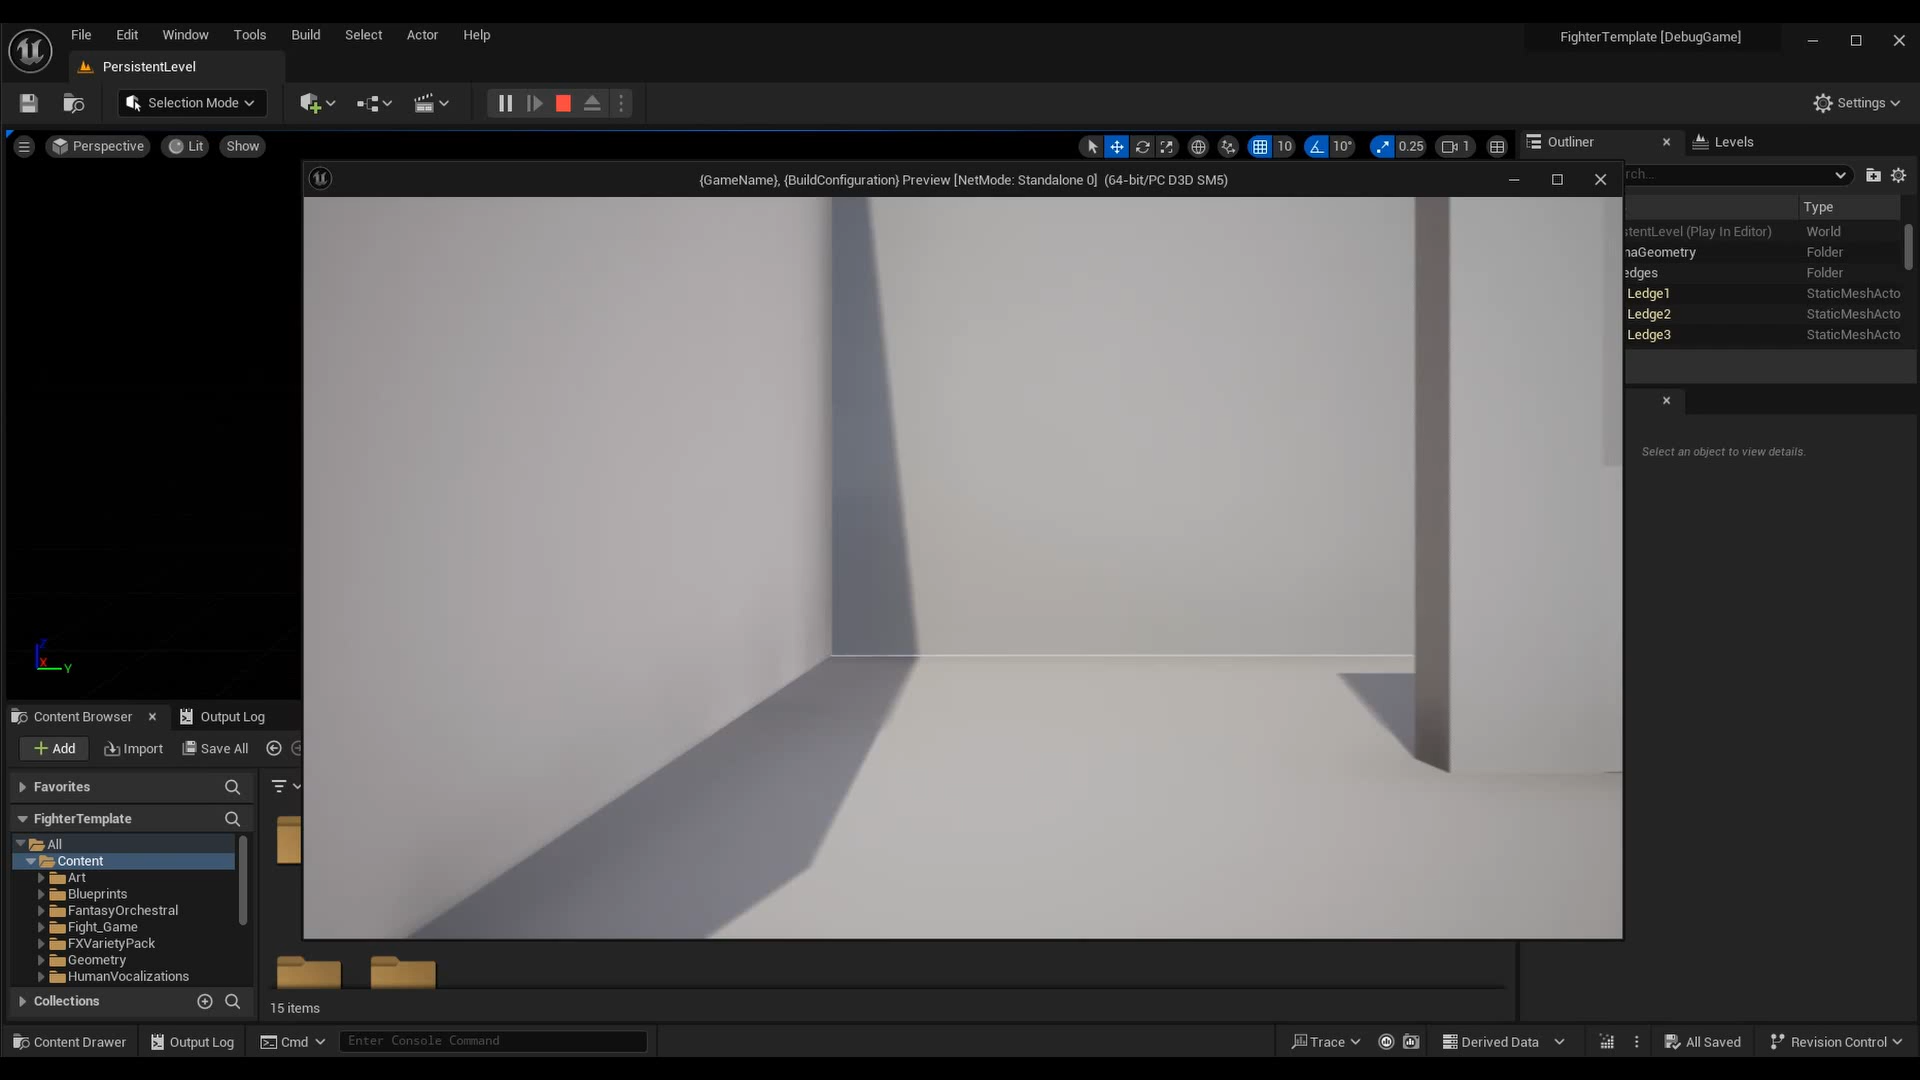 File Edit Window Tools Build Select Actor Help
FighterTemplate [DebugGame]
PersistentLevel
Selection Mode
Settings
Perspective Lit Show
10 10° 0.25 1
Outliner Levels
{GameName}, {BuildConfiguration} Preview [NetMode: Standalone 0] (64-bit/PC D3D SM5)
rch...
Type
stentLevel (Play In Editor) World
naGeometry Folder
edges Folder
Ledge1 StaticMeshActo
Ledge2 StaticMeshActo
Ledge3 StaticMeshActo
Select an object to view details.
Z
X Y
Content Browser Output Log
Add Import Save All
Favorites
FighterTemplate
All
Content
Art
Blueprints
FantasyOrchestral
Fight_Game
FXVarietyPack
Geometry
HumanVocalizations
Collections
15 items
Content Drawer Output Log Cmd Enter Console Command
Trace Derived Data All Saved Revision Control